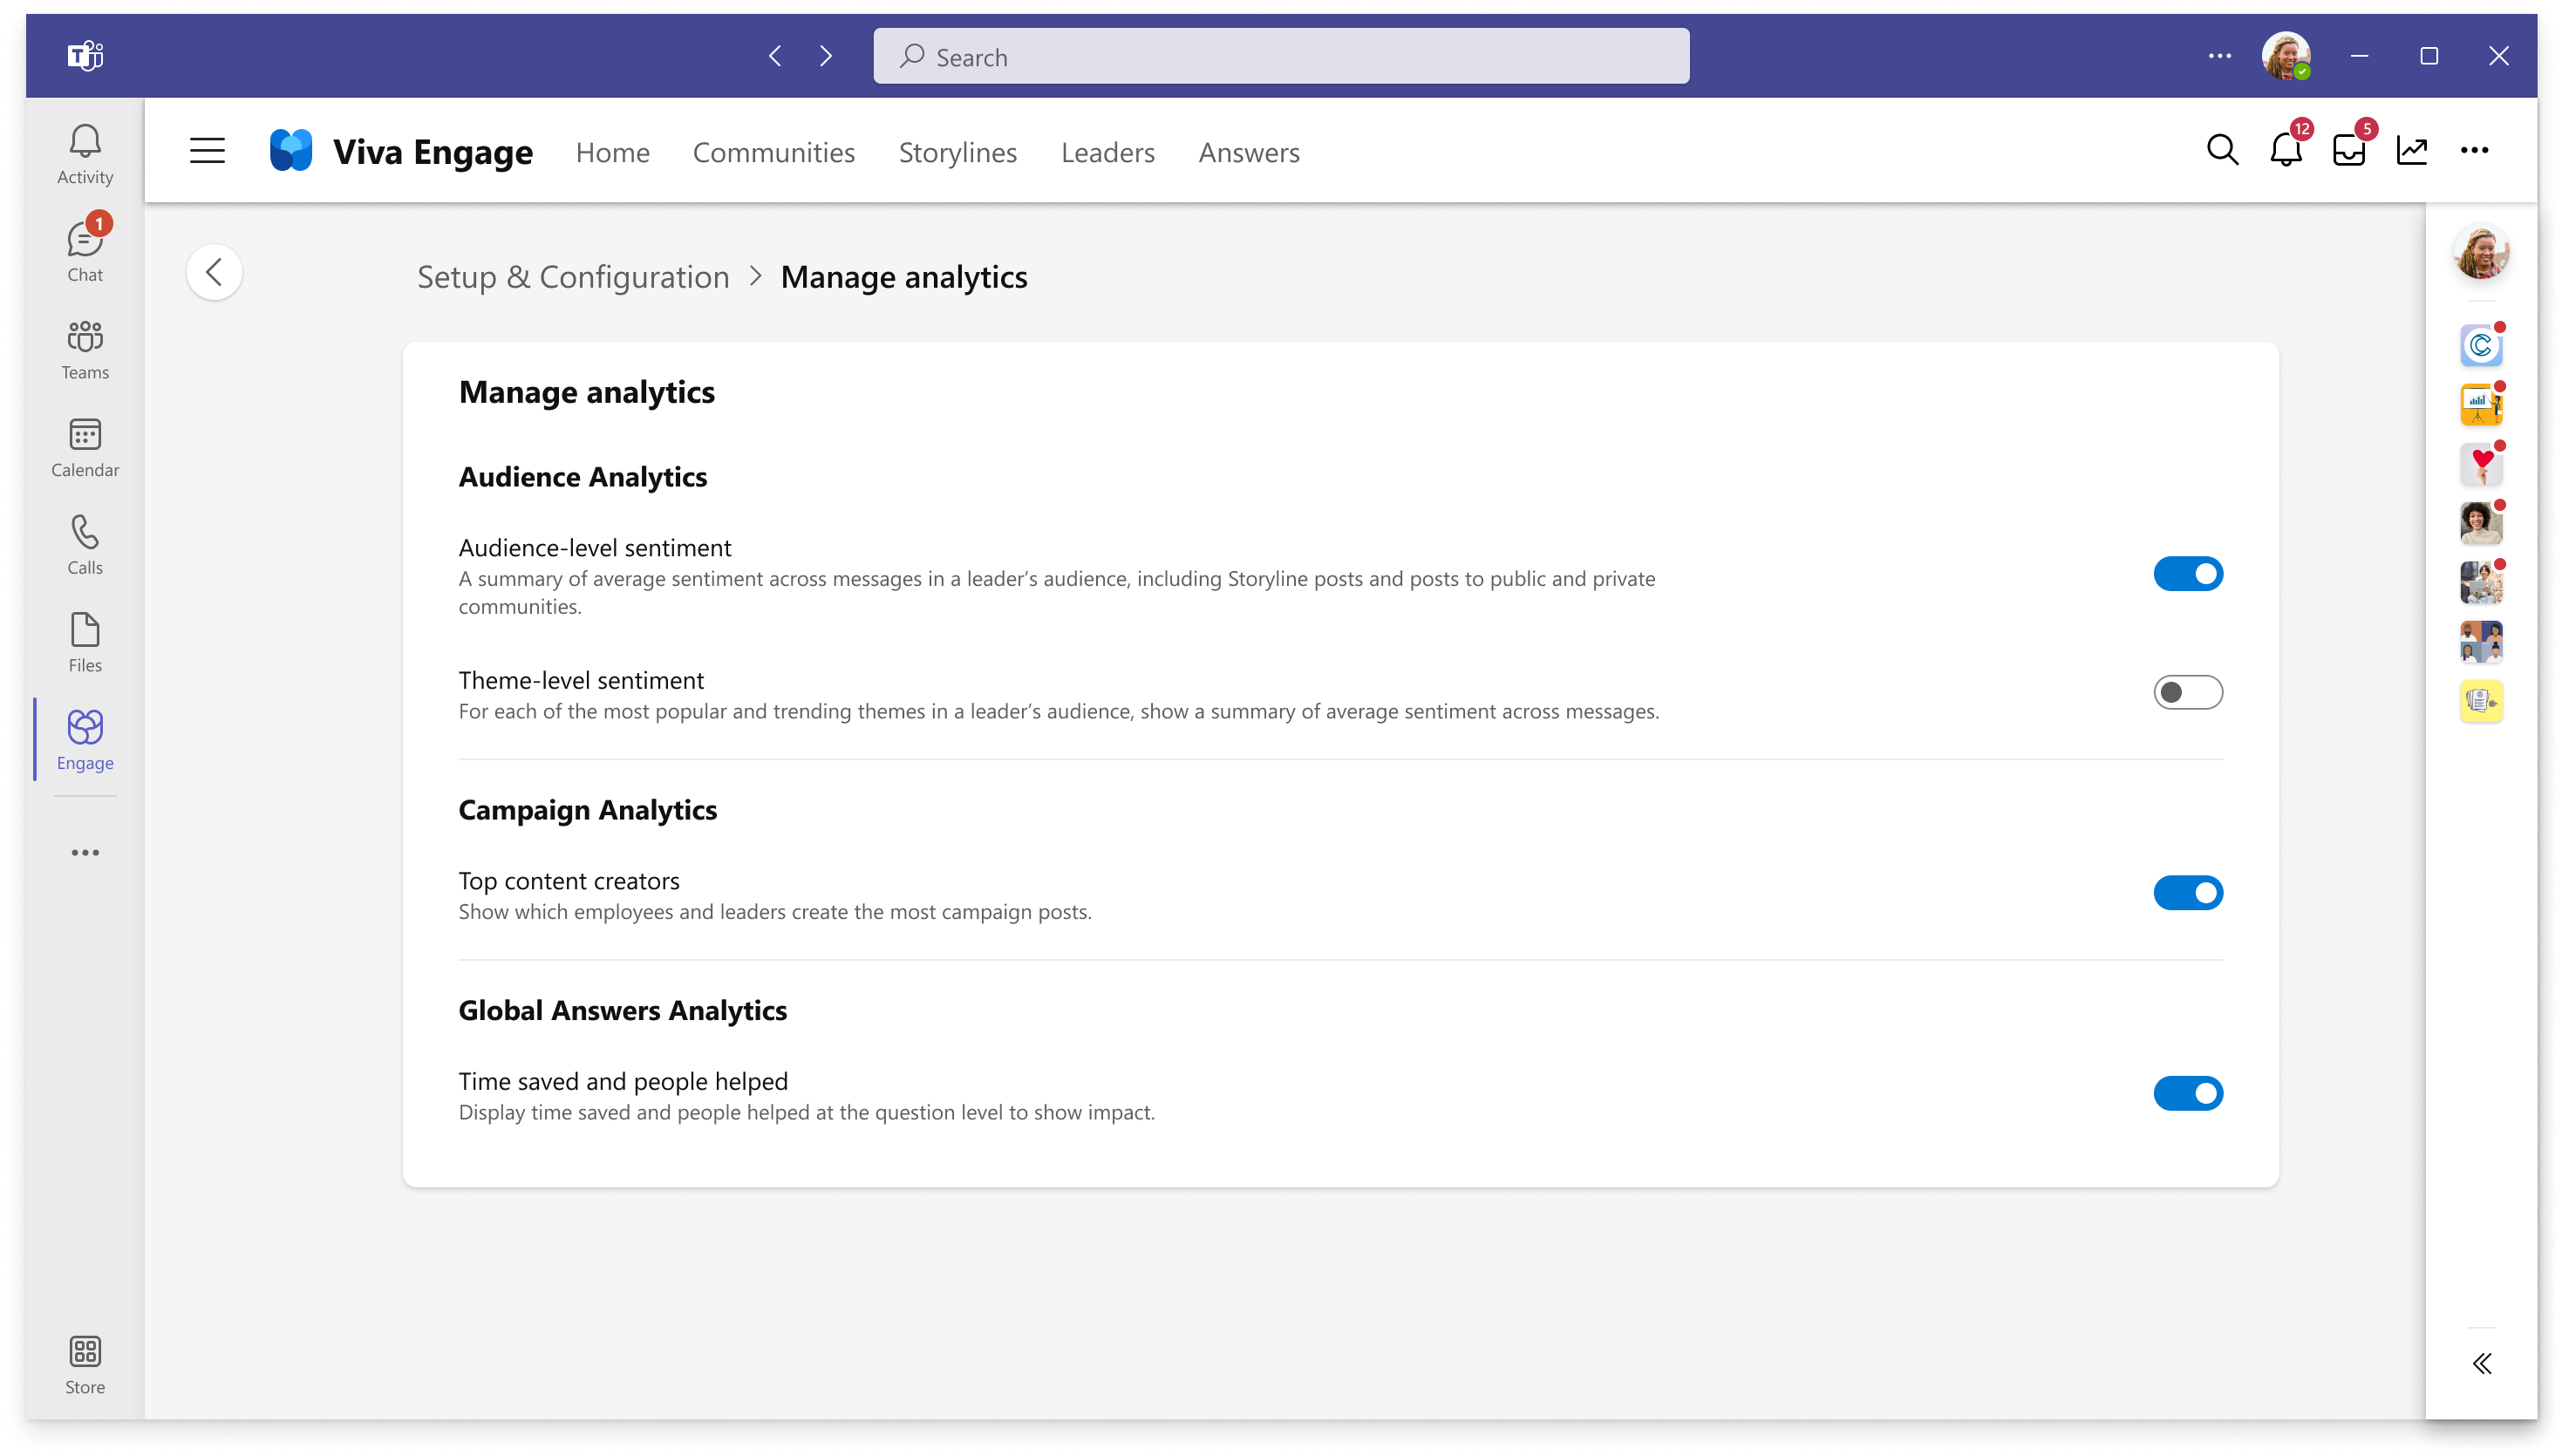 Search
Activity
1
Chat
Teams
Calendar
Calls
Files
Engage
Store
Viva Engage
Home
Communities
Storylines
Leaders
Answers
12
5
Setup & Configuration > Manage analytics
Manage analytics
Audience Analytics
Audience-level sentiment
A summary of average sentiment across messages in a leader’s audience, including Storyline posts and posts to public and private
communities.
Theme-level sentiment
For each of the most popular and trending themes in a leader’s audience, show a summary of average sentiment across messages.
Campaign Analytics
Top content creators
Show which employees and leaders create the most campaign posts.
Global Answers Analytics
Time saved and people helped
Display time saved and people helped at the question level to show impact.